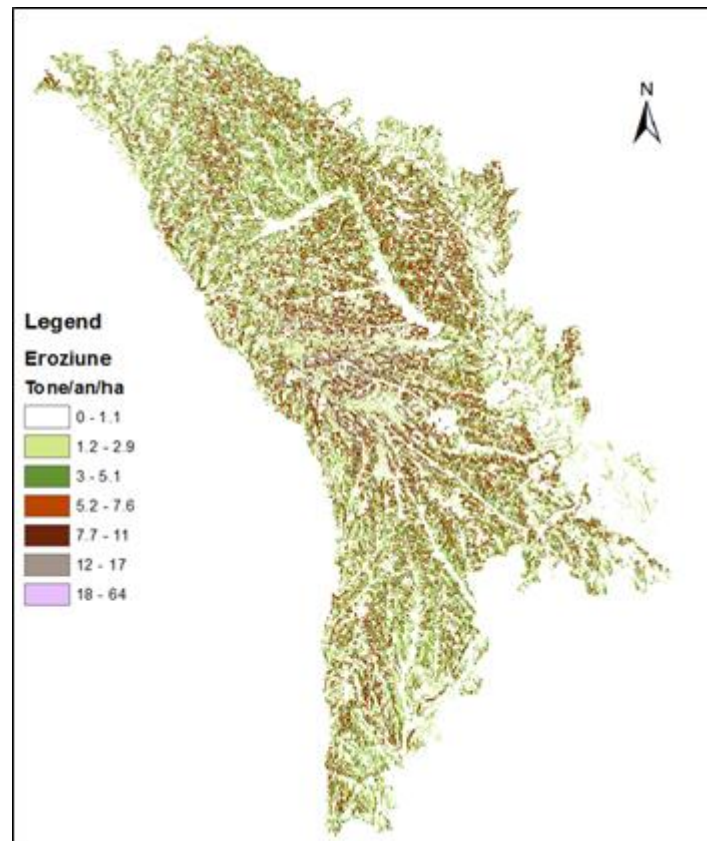 N
Legend
Eroziune
Tone/an/ha
0 - 1.1
1.2 - 2.9
3 - 5.1
5.2 - 7.6
7.7 - 11
12 - 17
18 - 64